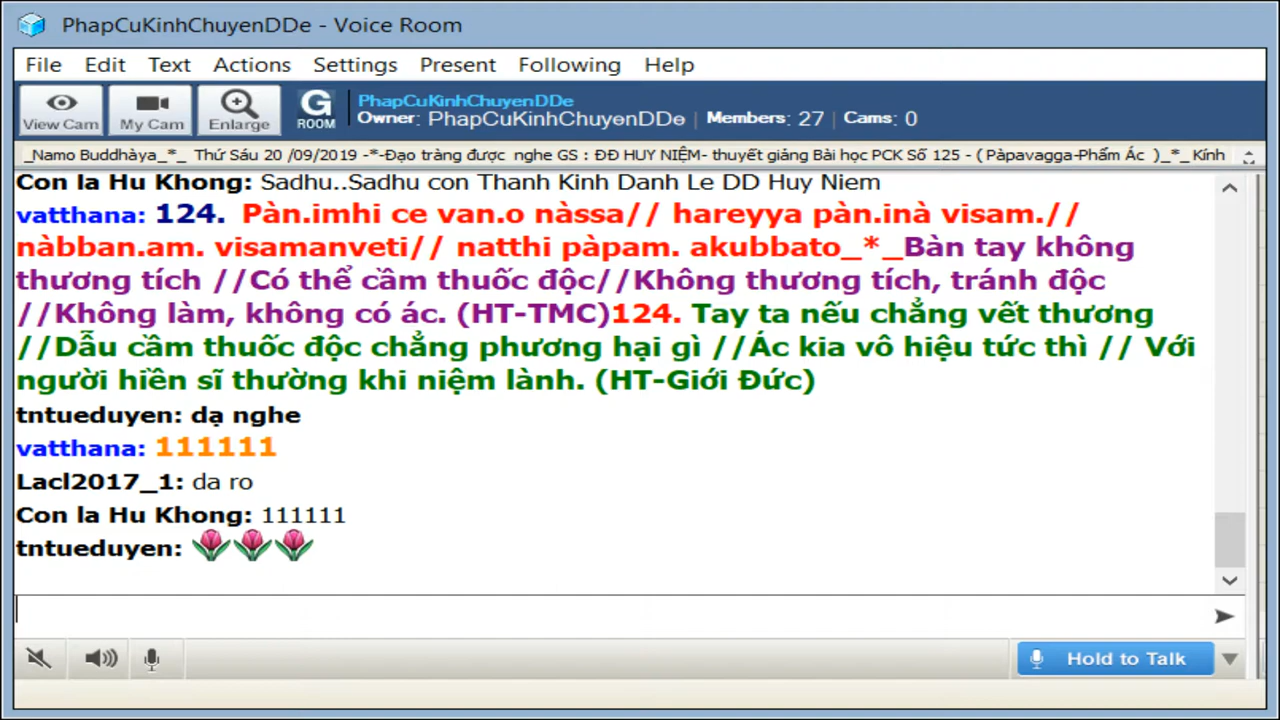 PhapCuKinhChuyenDDe - Voice Room
File Edit Text Actions Settings Present Following Help
View Cam My Cam Enlarge G ROOM PhapCuKinhChuyenDDe
Owner: PhapCuKinhChuyenDDe | Members: 27 | Cams: 0
_Namo Buddhàya_*_ Thứ Sáu 20 /09/2019 -*-Đạo tràng được nghe GS : ĐĐ HUY NIỆM- thuyết giảng Bài học PCK Số 125 - ( Pàpavagga-Phẩm Ác )_*_ Kính
Con la Hu Khong: Sadhu..Sadhu con Thanh Kinh Danh Le DD Huy Niem
vatthana: 124. Pàn.imhi ce van.o nàssa// hareyya pàn.inà visam.//
nàbban.am. visamanveti// natthi pàpam. akubbato_*_Bàn tay không
thương tích //Có thể cầm thuốc độc//Không thương tích, tránh độc
//Không làm, không có ác. (HT-TMC)124. Tay ta nếu chẳng vết thương
//Dẫu cầm thuốc độc chẳng phương hại gì //Ác kia vô hiệu tức thì // Với
người hiền sĩ thường khi niệm lành. (HT-Giới Đức)
tntueduyen: dạ nghe
vatthana: 111111
Lacl2017_1: da ro
Con la Hu Khong: 111111
tntueduyen:
Hold to Talk